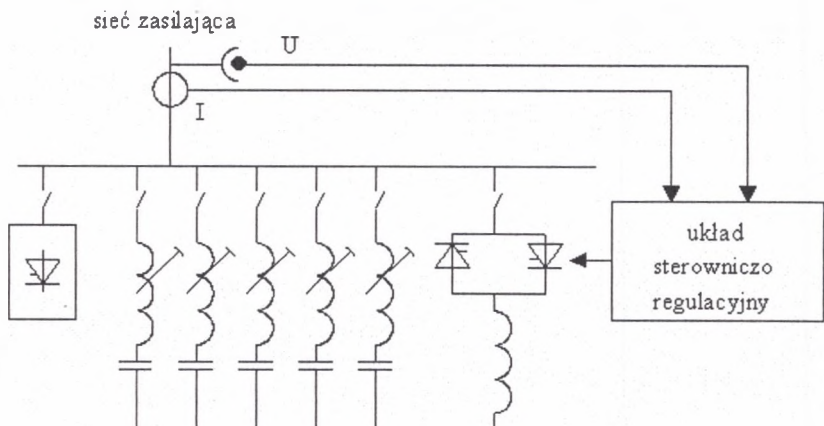 sieć zasilająca
U
I
układ
sterowniczo
regulacyjny